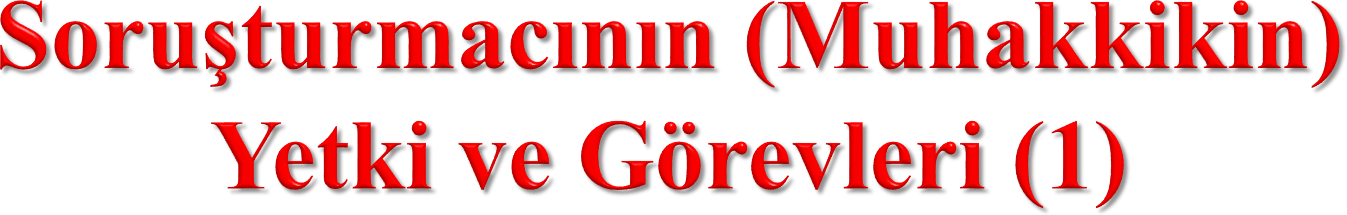 Soruşturmacının (Muhakkikin)
Yetki ve Görevleri (1)